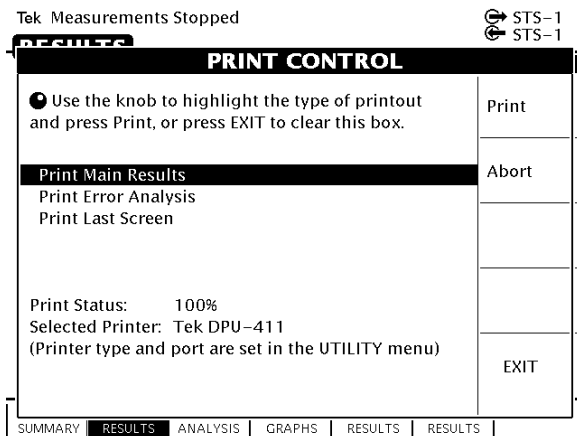 Tek Measurements Stopped
STS-1
STS-1
RESULTS
PRINT CONTROL
Use the knob to highlight the type of printout
and press Print, or press EXIT to clear this box.
Print Main Results
Print Error Analysis
Print Last Screen
Print Status: 100%
Selected Printer: Tek DPU-411
(Printer type and port are set in the UTILITY menu)
Print
Abort
EXIT
SUMMARY RESULTS ANALYSIS GRAPHS RESULTS RESULTS